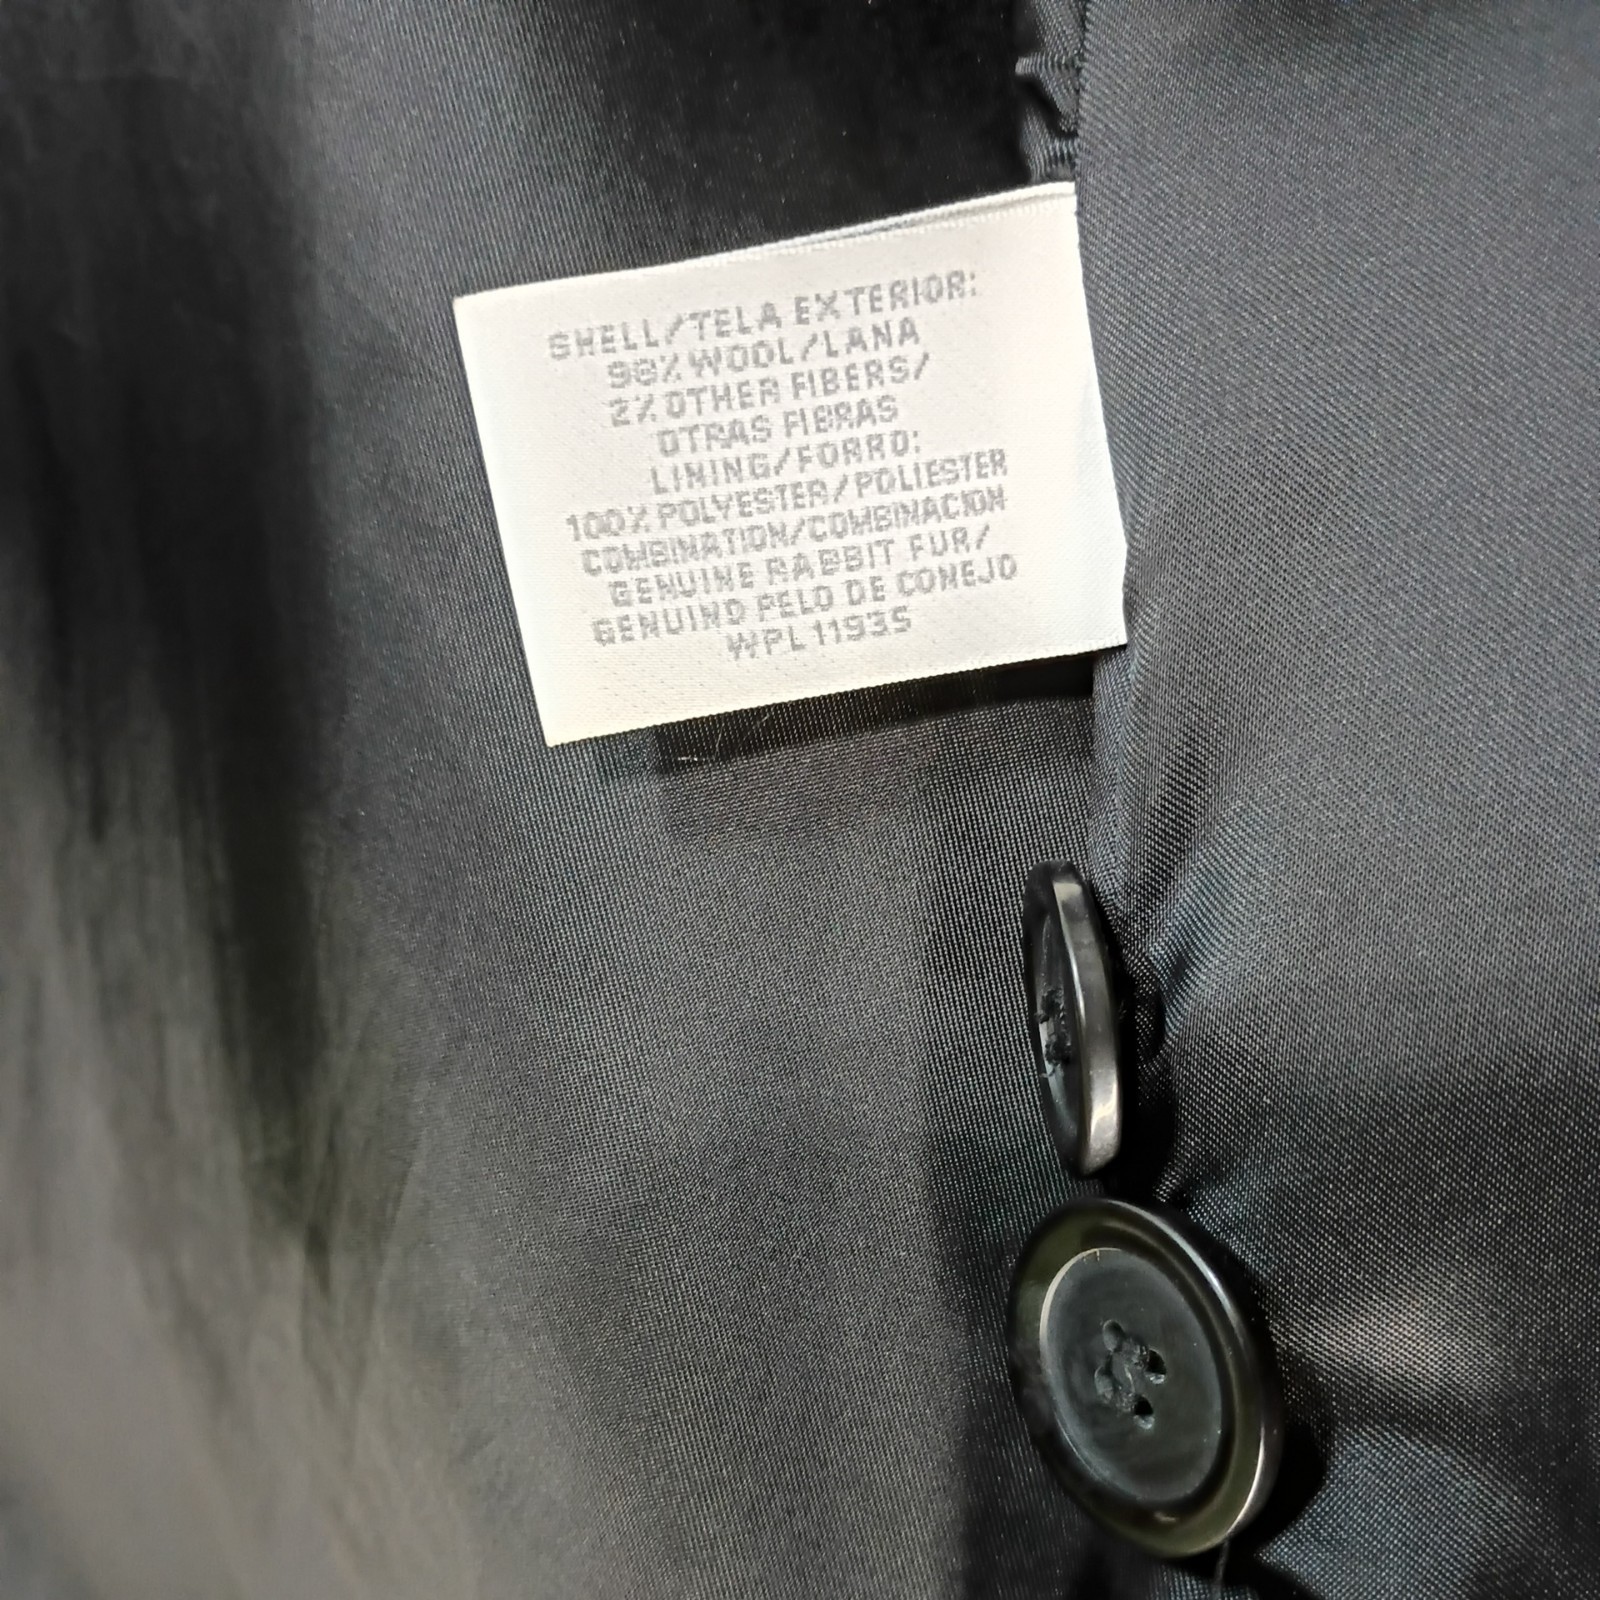 SHELL/TELA EXTERIOR:
98% WOOL/LANA
2% OTHER FIBERS/
OTRAS FIBRAS
LINING/FORRO:
100% POLYESTER/POLIESTER
COMBINATION/COMBINACION
GENUINE RABBIT FUR/
GENUINO PELO DE CONEJO
WPL 11935